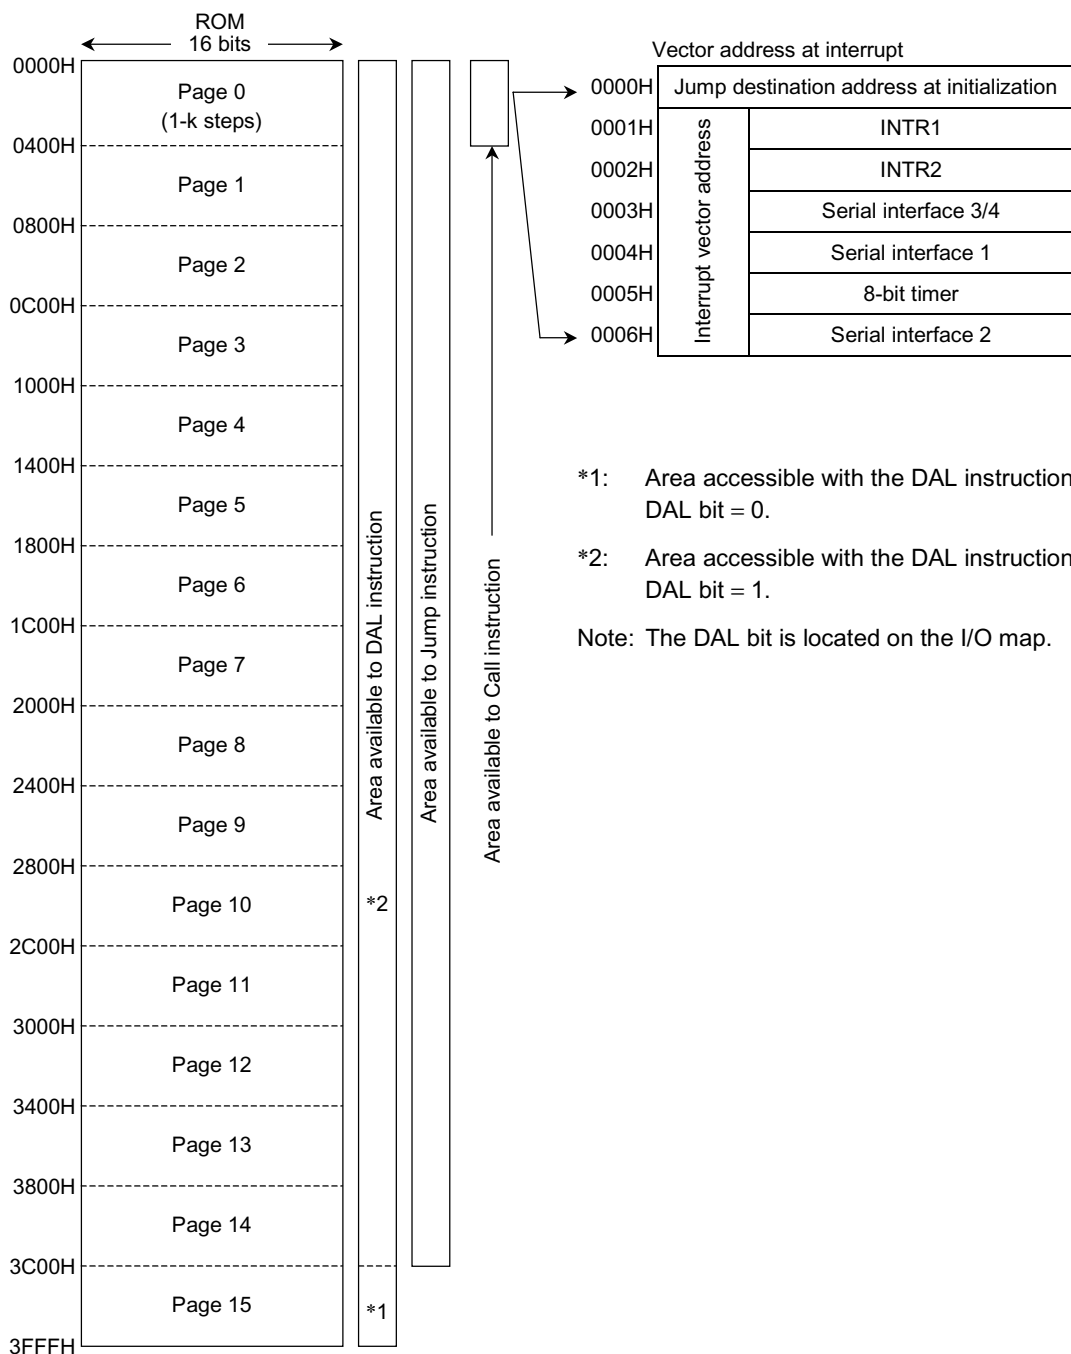 ROM
16 bits
0000H
Page 0
(1-k steps)
0400H
Page 1
0800H
Page 2
0C00H
Page 3
1000H
Page 4
1400H
Page 5
1800H
Page 6
1C00H
Page 7
2000H
Page 8
2400H
Page 9
2800H
Page 10
2C00H
Page 11
3000H
Page 12
3400H
Page 13
3800H
Page 14
3C00H
Page 15
3FFFH
Area available to DAL instruction
*2
*1
Area available to Jump instruction
Area available to Call instruction
Vector address at interrupt
0000H Jump destination address at initialization
Interrupt vector address
0001H INTR1
0002H INTR2
0003H Serial interface 3/4
0004H Serial interface 1
0005H 8-bit timer
0006H Serial interface 2
*1: Area accessible with the DAL instruction
DAL bit = 0.
*2: Area accessible with the DAL instruction
DAL bit = 1.
Note: The DAL bit is located on the I/O map.